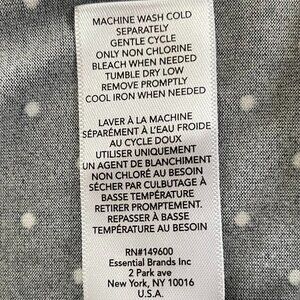 MACHINE WASH COLD
SEPARATELY
GENTLE CYCLE
ONLY NON CHLORINE
BLEACH WHEN NEEDED
TUMBLE DRY LOW
REMOVE PROMPTLY
COOL IRON WHEN NEEDED
LAVER À LA MACHINE
SÉPARÉMENT À L'EAU FROIDE
AU CYCLE DOUX
UTILISER UNIQUEMENT
UN AGENT DE BLANCHIMENT
NON CHLORÉ AU BESOIN
SÉCHER PAR CULBUTAGE À
BASSE TEMPÉRATURE
RETIRER PROMPTEMENT.
REPASSER À BASSE
TEMPÉRATURE AU BESOIN
RN#149600
Essential Brands Inc
2 Park ave
New York, NY 10016
U.S.A.